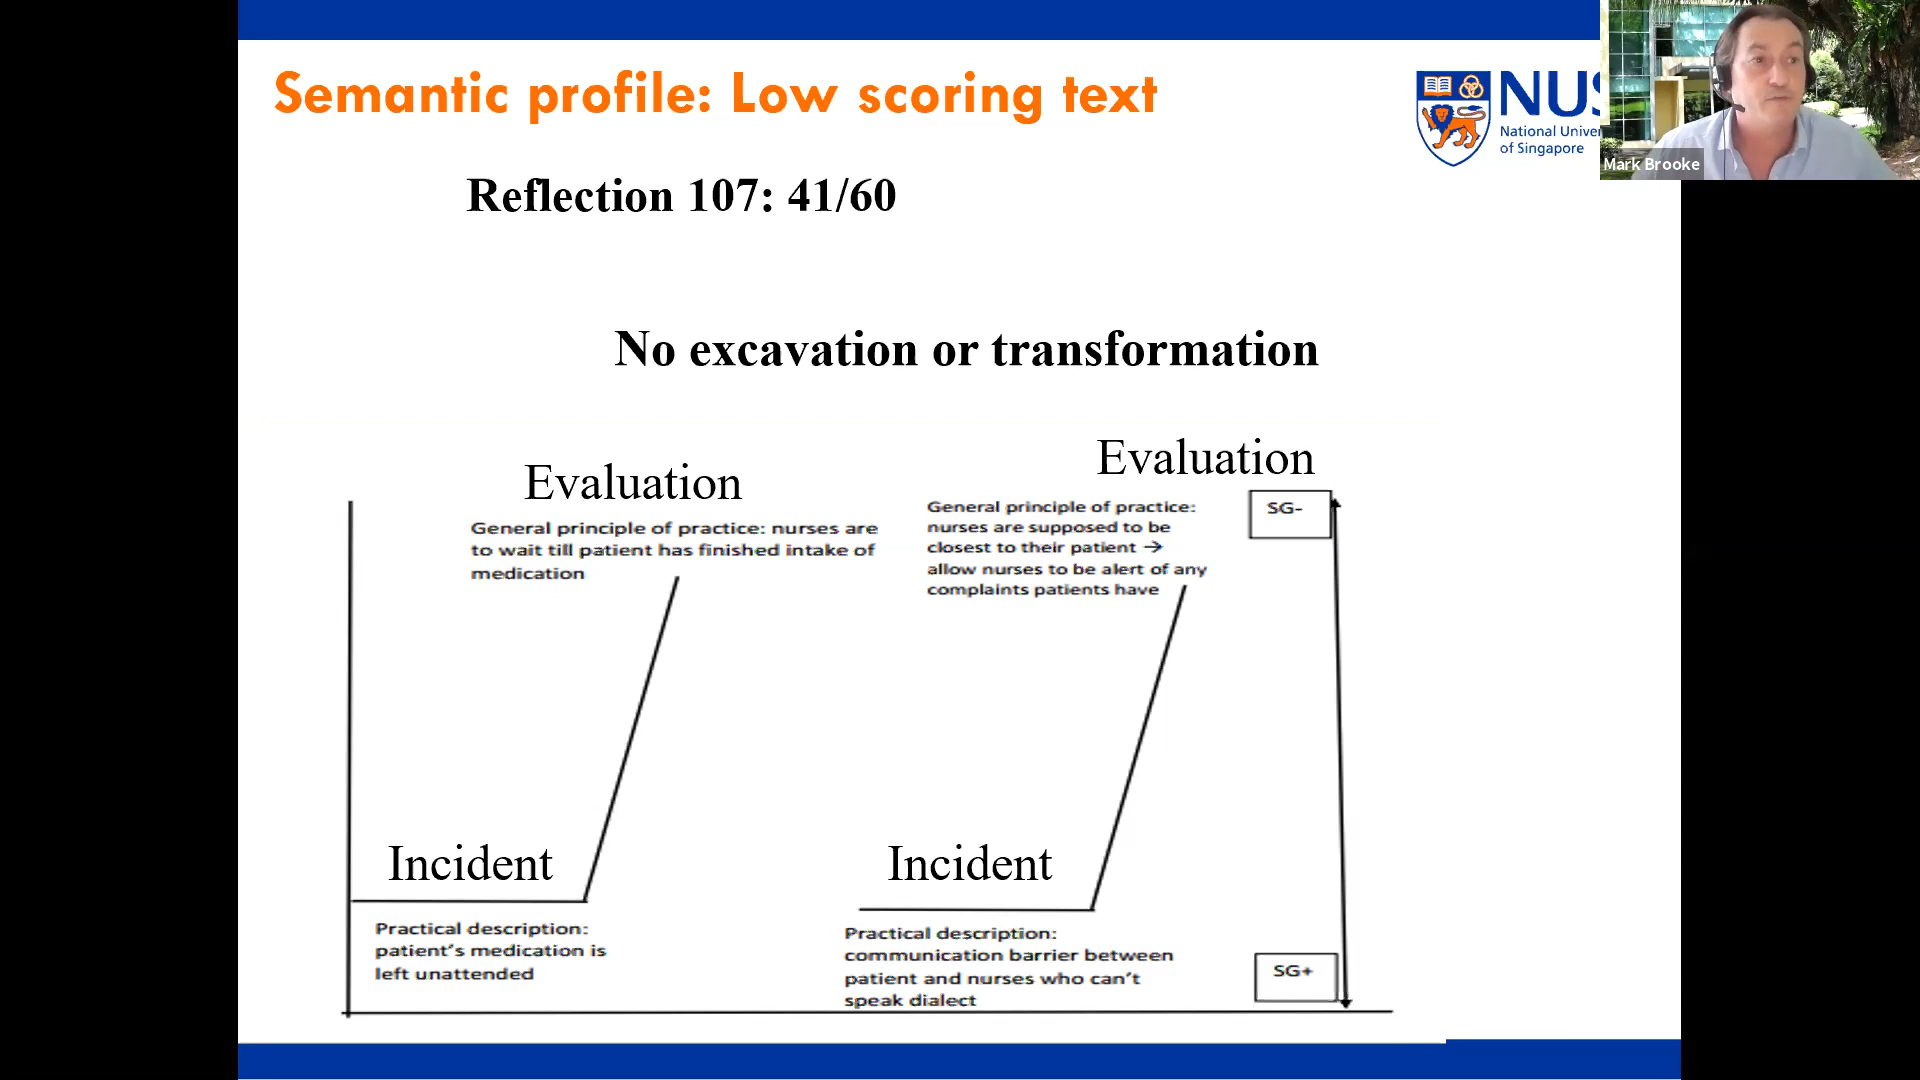 Semantic profile: Low scoring text
NUS
National Univer
of Singapore
Mark Brooke
Reflection 107: 41/60
No excavation or transformation
Evaluation
General principle of practice: nurses are
to wait till patient has finished intake of
medication
Evaluation
General principle of practice:
nurses are supposed to be
closest to their patient →
allow nurses to be alert of any
complaints patients have
SG-
Incident
Practical description:
patient's medication is
left unattended
Incident
Practical description:
communication barrier between
patient and nurses who can't
speak dialect
SG+